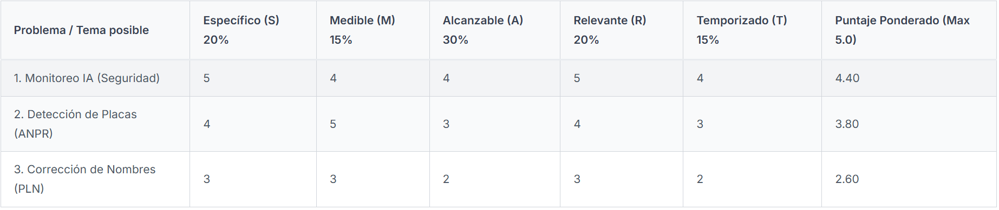 Problema / Tema posible
Específico (S)
20%
Medible (M)
15%
Alcanzable (A)
30%
Relevante (R)
20%
Temporizado (T)
15%
Puntaje Ponderado (Max
5.0)
1. Monitoreo IA (Seguridad)
5
4
4
5
4
4.40
2. Detección de Placas
(ANPR)
4
5
3
4
3
3.80
3. Corrección de Nombres
(PLN)
3
3
2
3
2
2.60